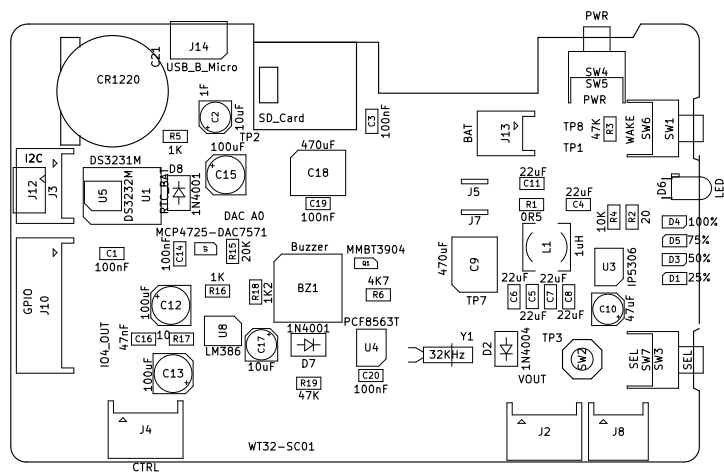 PWR
C21
J14
USB_B_Micro
CR1220
SW4
SW5
PWR
1F
C2
10uF
TP2
SD_Card
C3
100nF
BAT
J13
TP8
TP1
47K
R3
WAKE
SW6
SW1
R5
1K
100uF
470uF
I2C
J12
J3
DS3231M
D8
U5
DS3232M
U1
RTC_BAT
1N4001
C15
C18
22uF
C11
J5
D6
LED
C19
100nF
R1
0R5
22uF
C4
10K
R4
R2
20
D4
100%
DAC A0
J7
MCP4725-DAC7571
D5
75%
C1
100nF
100nF
C14
R15
20K
Buzzer
MMBT3904
Q1
470uF
C9
TP7
L1
1uH
U3
IP5306
D3
50%
D1
25%
GPIO
J10
1K
R16
R18
1K2
BZ1
4K7
R6
22uF
22uF
C6
C5
C7
C8
22uF
22uF
C10
47uF
100uF
C12
IO4_OUT
47nF
C16
10
R17
U8
LM386
C17
10uF
1N4001
D7
PCF8563T
U4
Y1
32KHz
D2
1N4004
TP3
SW2
SEL
SW7
SW3
SEL
100uF
C13
R19
47K
C20
100nF
VOUT
J4
CTRL
WT32-SC01
J2
J8